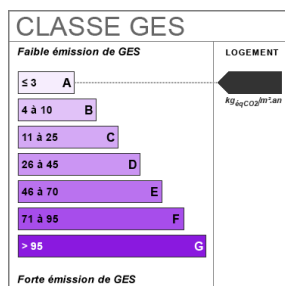 CLASSE GES
Faible émission de GES
LOGEMENT
≤ 3 A
kgéqCO2/m².an
4 à 10 B
11 à 25 C
26 à 45 D
46 à 70 E
71 à 95 F
> 95 G
Forte émission de GES